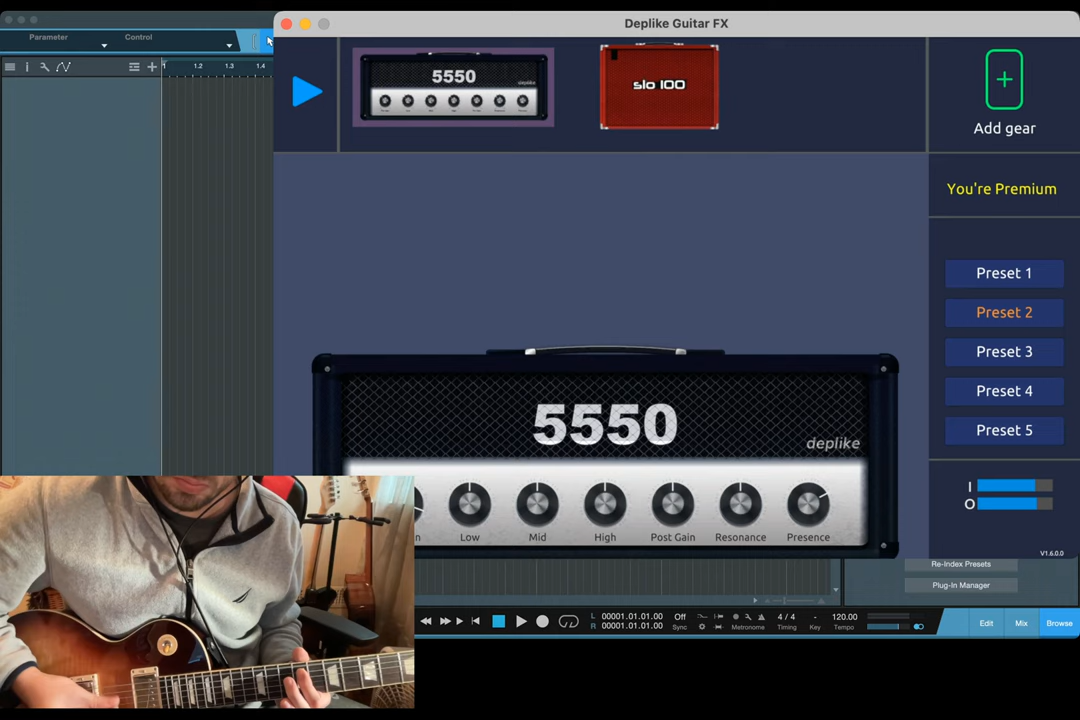 Deplike Guitar FX
Parameter
Control
1
1.2
1.3
1.4
5550
deplike
slo 100
Add gear
You're Premium
Preset 1
Preset 2
Preset 3
Preset 4
Preset 5
5550
deplike
Low
Mid
High
Post Gain
Resonance
Presence
I
O
V1.6.0.0
Re-Index Presets
Plug-In Manager
L 00001.01.01.00
R 00001.01.01.00
Off
Sync
Metronome
4 / 4
Timing
-
Key
120.00
Tempo
Edit
Mix
Browse